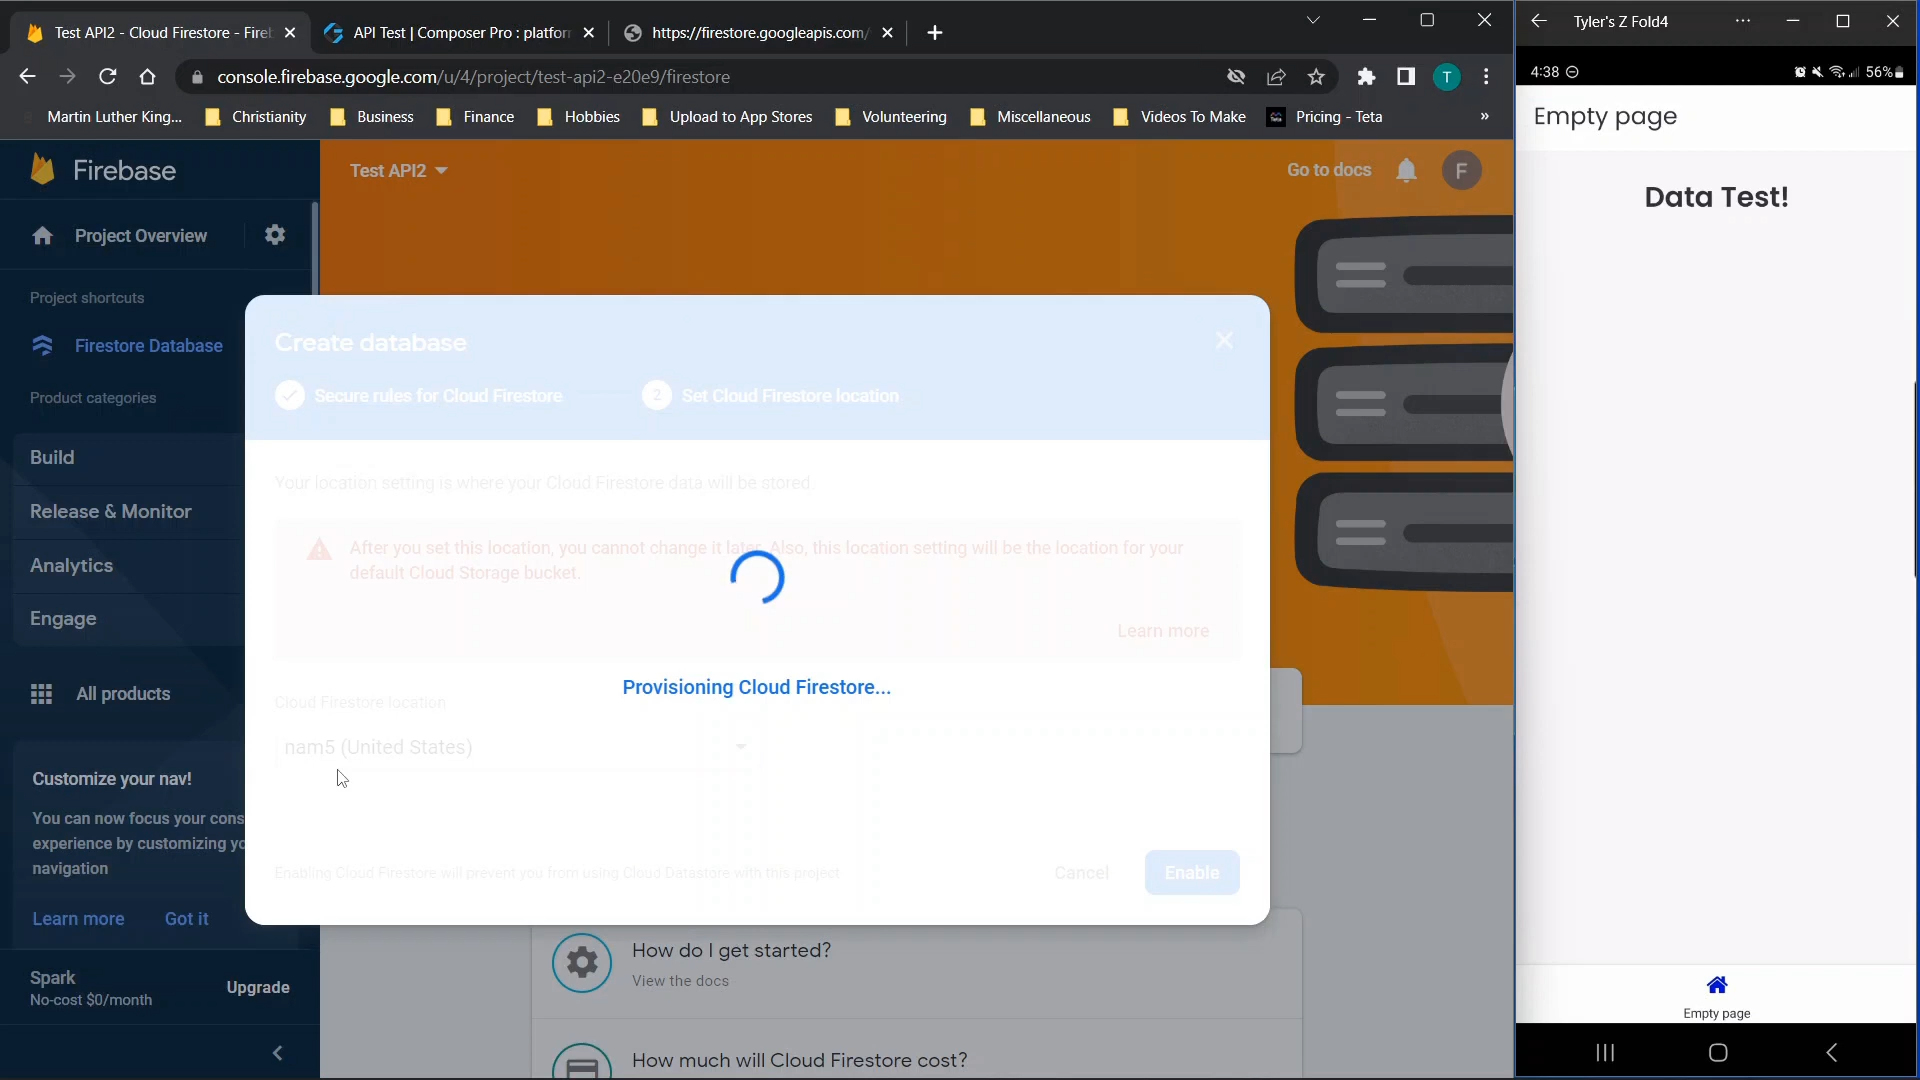 Test API2 - Cloud Firestore - Fireb
API Test | Composer Pro : platfor
https://firestore.googleapis.com/
console.firebase.google.com/u/4/project/test-api2-e20e9/firestore
T
Martin Luther King...
Christianity
Business
Finance
Hobbies
Upload to App Stores
Volunteering
Miscellaneous
Videos To Make
Pricing - Teta
»
Firebase
Project Overview
Project shortcuts
Firestore Database
Product categories
Build
Release & Monitor
Analytics
Engage
All products
Customize your nav!
You can now focus your cons
experience by customizing yo
navigation
Learn more
Got it
Spark
No-cost $0/month
Upgrade
Test API2
Go to docs
F
Create database
Secure rules for Cloud Firestore
2 Set Cloud Firestore location
Your location setting is where your Cloud Firestore data will be stored.
After you set this location, you cannot change it later. Also, this location setting will be the location for your
default Cloud Storage bucket.
Learn more
Provisioning Cloud Firestore...
Cloud Firestore location
nam5 (United States)
Enabling Cloud Firestore will prevent you from using Cloud Datastore with this project
Cancel
Enable
How do I get started?
View the docs
How much will Cloud Firestore cost?
Tyler's Z Fold4
4:38
56%
Empty page
Data Test!
Empty page